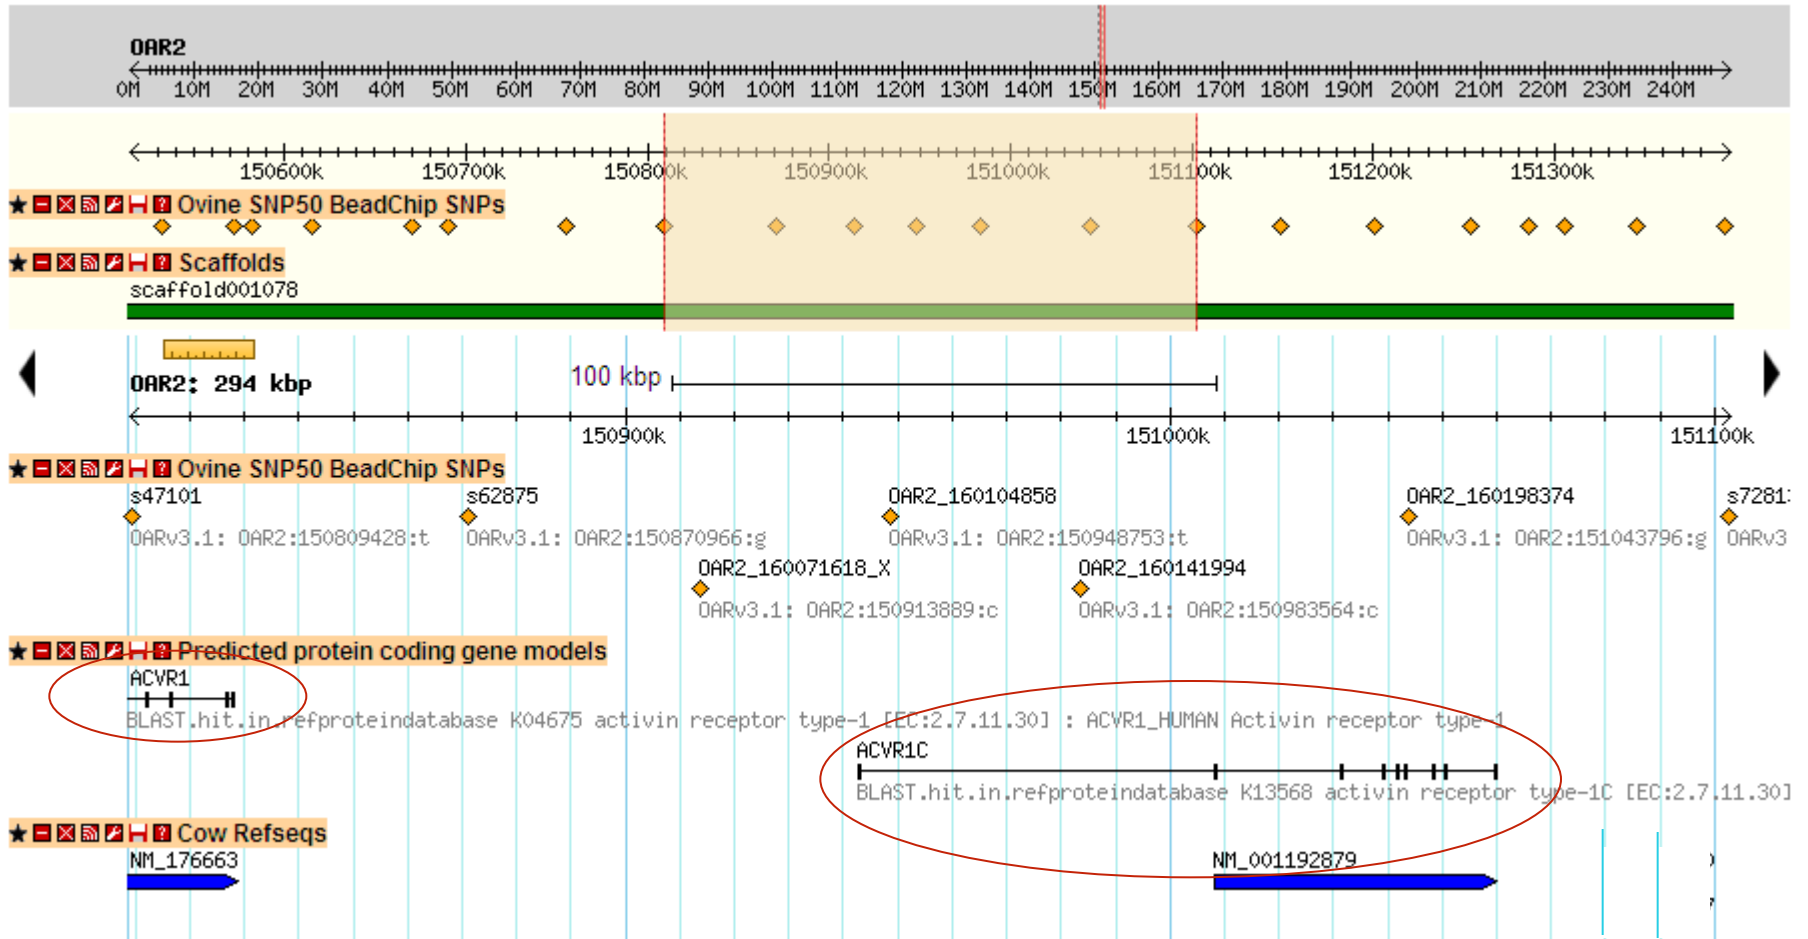 OAR2
0M 10M 20M 30M 40M 50M 60M 70M 80M 90M 100M 110M 120M 130M 140M 150M 160M 170M 180M 190M 200M 210M 220M 230M 240M
150600k 150700k 150800k 150900k 151000k 151100k 151200k 151300k
Ovine SNP50 BeadChip SNPs
Scaffolds
scaffold001078
100 kbp
OAR2: 294 kbp
150900k 151000k 151100k
Ovine SNP50 BeadChip SNPs
s47101 s62875 OAR2_160104858 OAR2_160198374 s7281
OARv3.1: OAR2:150809428:t OARv3.1: OAR2:150870966:g OARv3.1: OAR2:150948753:t OARv3.1: OAR2:151043796:g OARv3
OAR2_160071618_X OAR2_160141994
OARv3.1: OAR2:150913889:c OARv3.1: OAR2:150983564:c
Predicted protein coding gene models
ACVR1
BLAST.hit.in.refproteindatabase K04675 activin receptor type-1 [EC:2.7.11.30] : ACVR1_HUMAN Activin receptor type-1
ACVR1C
BLAST.hit.in.refproteindatabase K13568 activin receptor type-1C [EC:2.7.11.30]
Cow Refseqs
NM_176663 NM_001192879